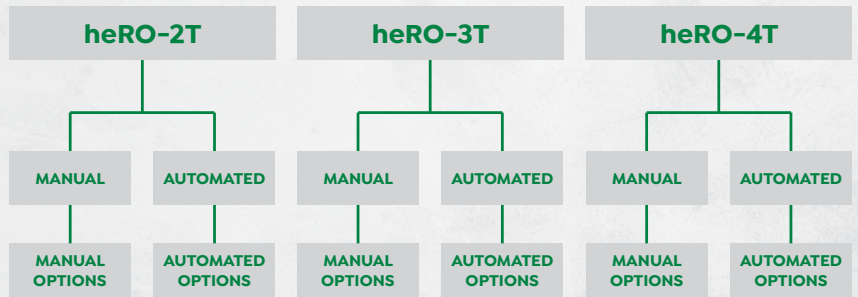 heRO-2T
heRO-3T
heRO-4T
MANUAL
AUTOMATED
MANUAL
AUTOMATED
MANUAL
AUTOMATED
MANUAL
OPTIONS
AUTOMATED
OPTIONS
MANUAL
OPTIONS
AUTOMATED
OPTIONS
MANUAL
OPTIONS
AUTOMATED
OPTIONS